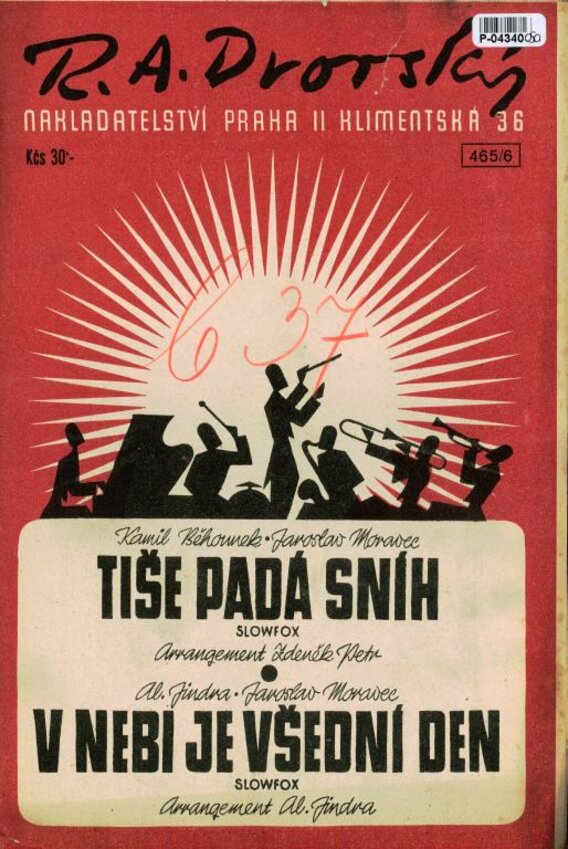 P-04340 080
R. A. Dvorský
NAKLADATELSTVÍ PRAHA II KLIMENTSKÁ 36
Kčs 30·-
465/6
637
Kamil Běhounek • Jaroslav Moravec
TIŠE PADÁ SNÍH
SLOWFOX
Arrangement Zdeněk Petr
Al. Jindra • Jaroslav Moravec
V NEBI JE VŠEDNÍ DEN
SLOWFOX
Arrangement Al. Jindra